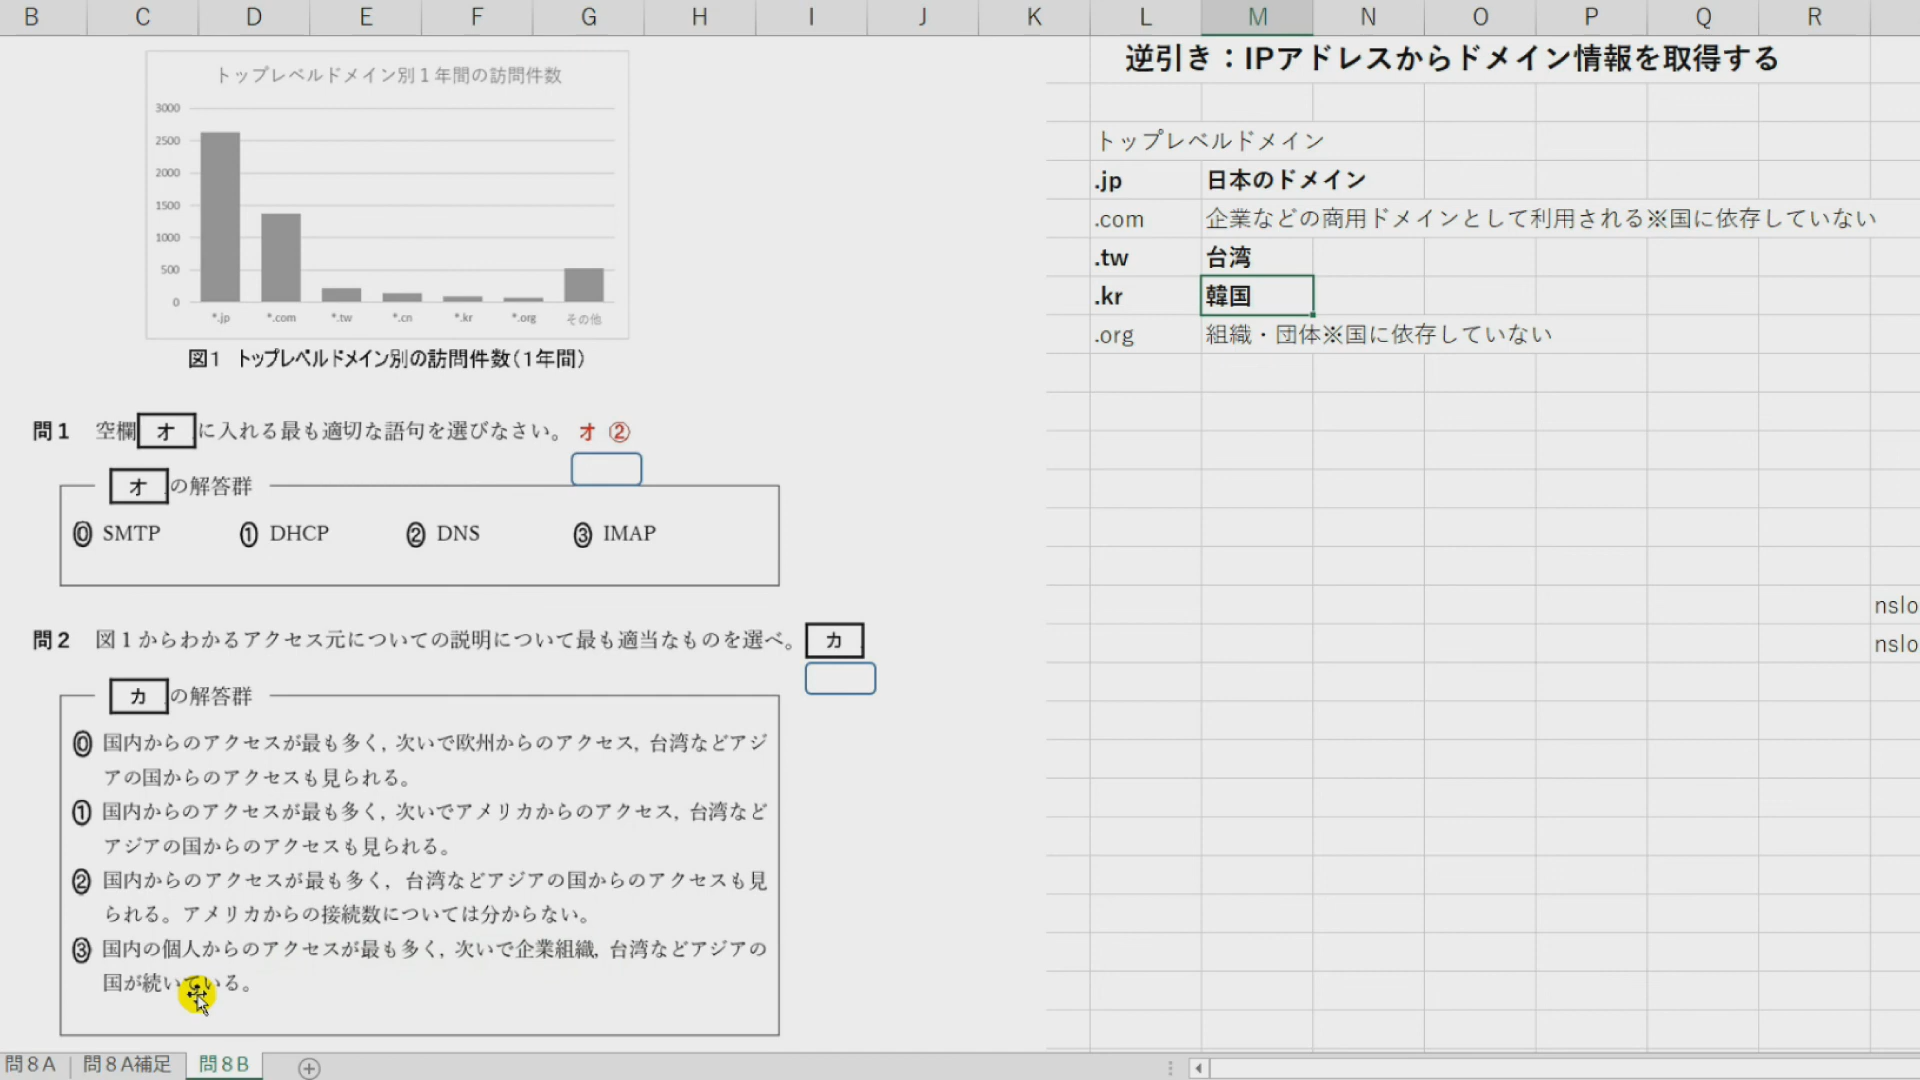 B C D E F G H I J K L M N O P Q R
トップレベルドメイン別１年間の訪問件数
3000
2500
2000
1500
1000
500
0
*.jp *.com *.tw *.cn *.kr *.org その他
図１ トップレベルドメイン別の訪問件数（１年間）
問１ 空欄 オ に入れる最も適切な語句を選びなさい。 オ ②
オ の解答群
⓪ SMTP ① DHCP ② DNS ③ IMAP
問２ 図１からわかるアクセス元についての説明について最も適当なものを選べ。 カ
カ の解答群
⓪ 国内からのアクセスが最も多く，次いで欧州からのアクセス，台湾などアジ
アの国からのアクセスも見られる。
① 国内からのアクセスが最も多く，次いでアメリカからのアクセス，台湾など
アジアの国からのアクセスも見られる。
② 国内からのアクセスが最も多く，台湾などアジアの国からのアクセスも見
られる。アメリカからの接続数については分からない。
③ 国内の個人からのアクセスが最も多く，次いで企業組織，台湾などアジアの
国が続いている。
逆引き：IPアドレスからドメイン情報を取得する
トップレベルドメイン
.jp 日本のドメイン
.com 企業などの商用ドメインとして利用される※国に依存していない
.tw 台湾
.kr 韓国
.org 組織・団体※国に依存していない
nslo
nslo
問８A 問８A補足 問８B